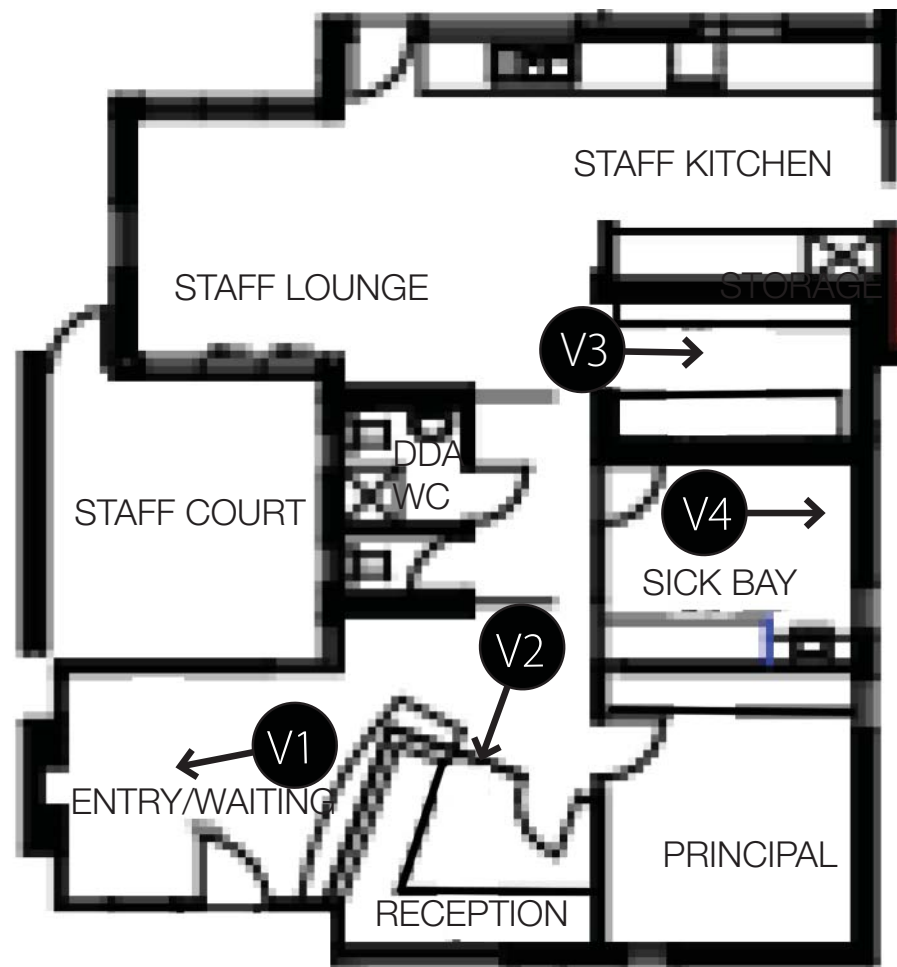 STAFF KITCHEN
STAFF LOUNGE
STORAGE
V3
DDA
WC
STAFF COURT
V4
SICK BAY
V2
V1
ENTRY/WAITING
PRINCIPAL
RECEPTION